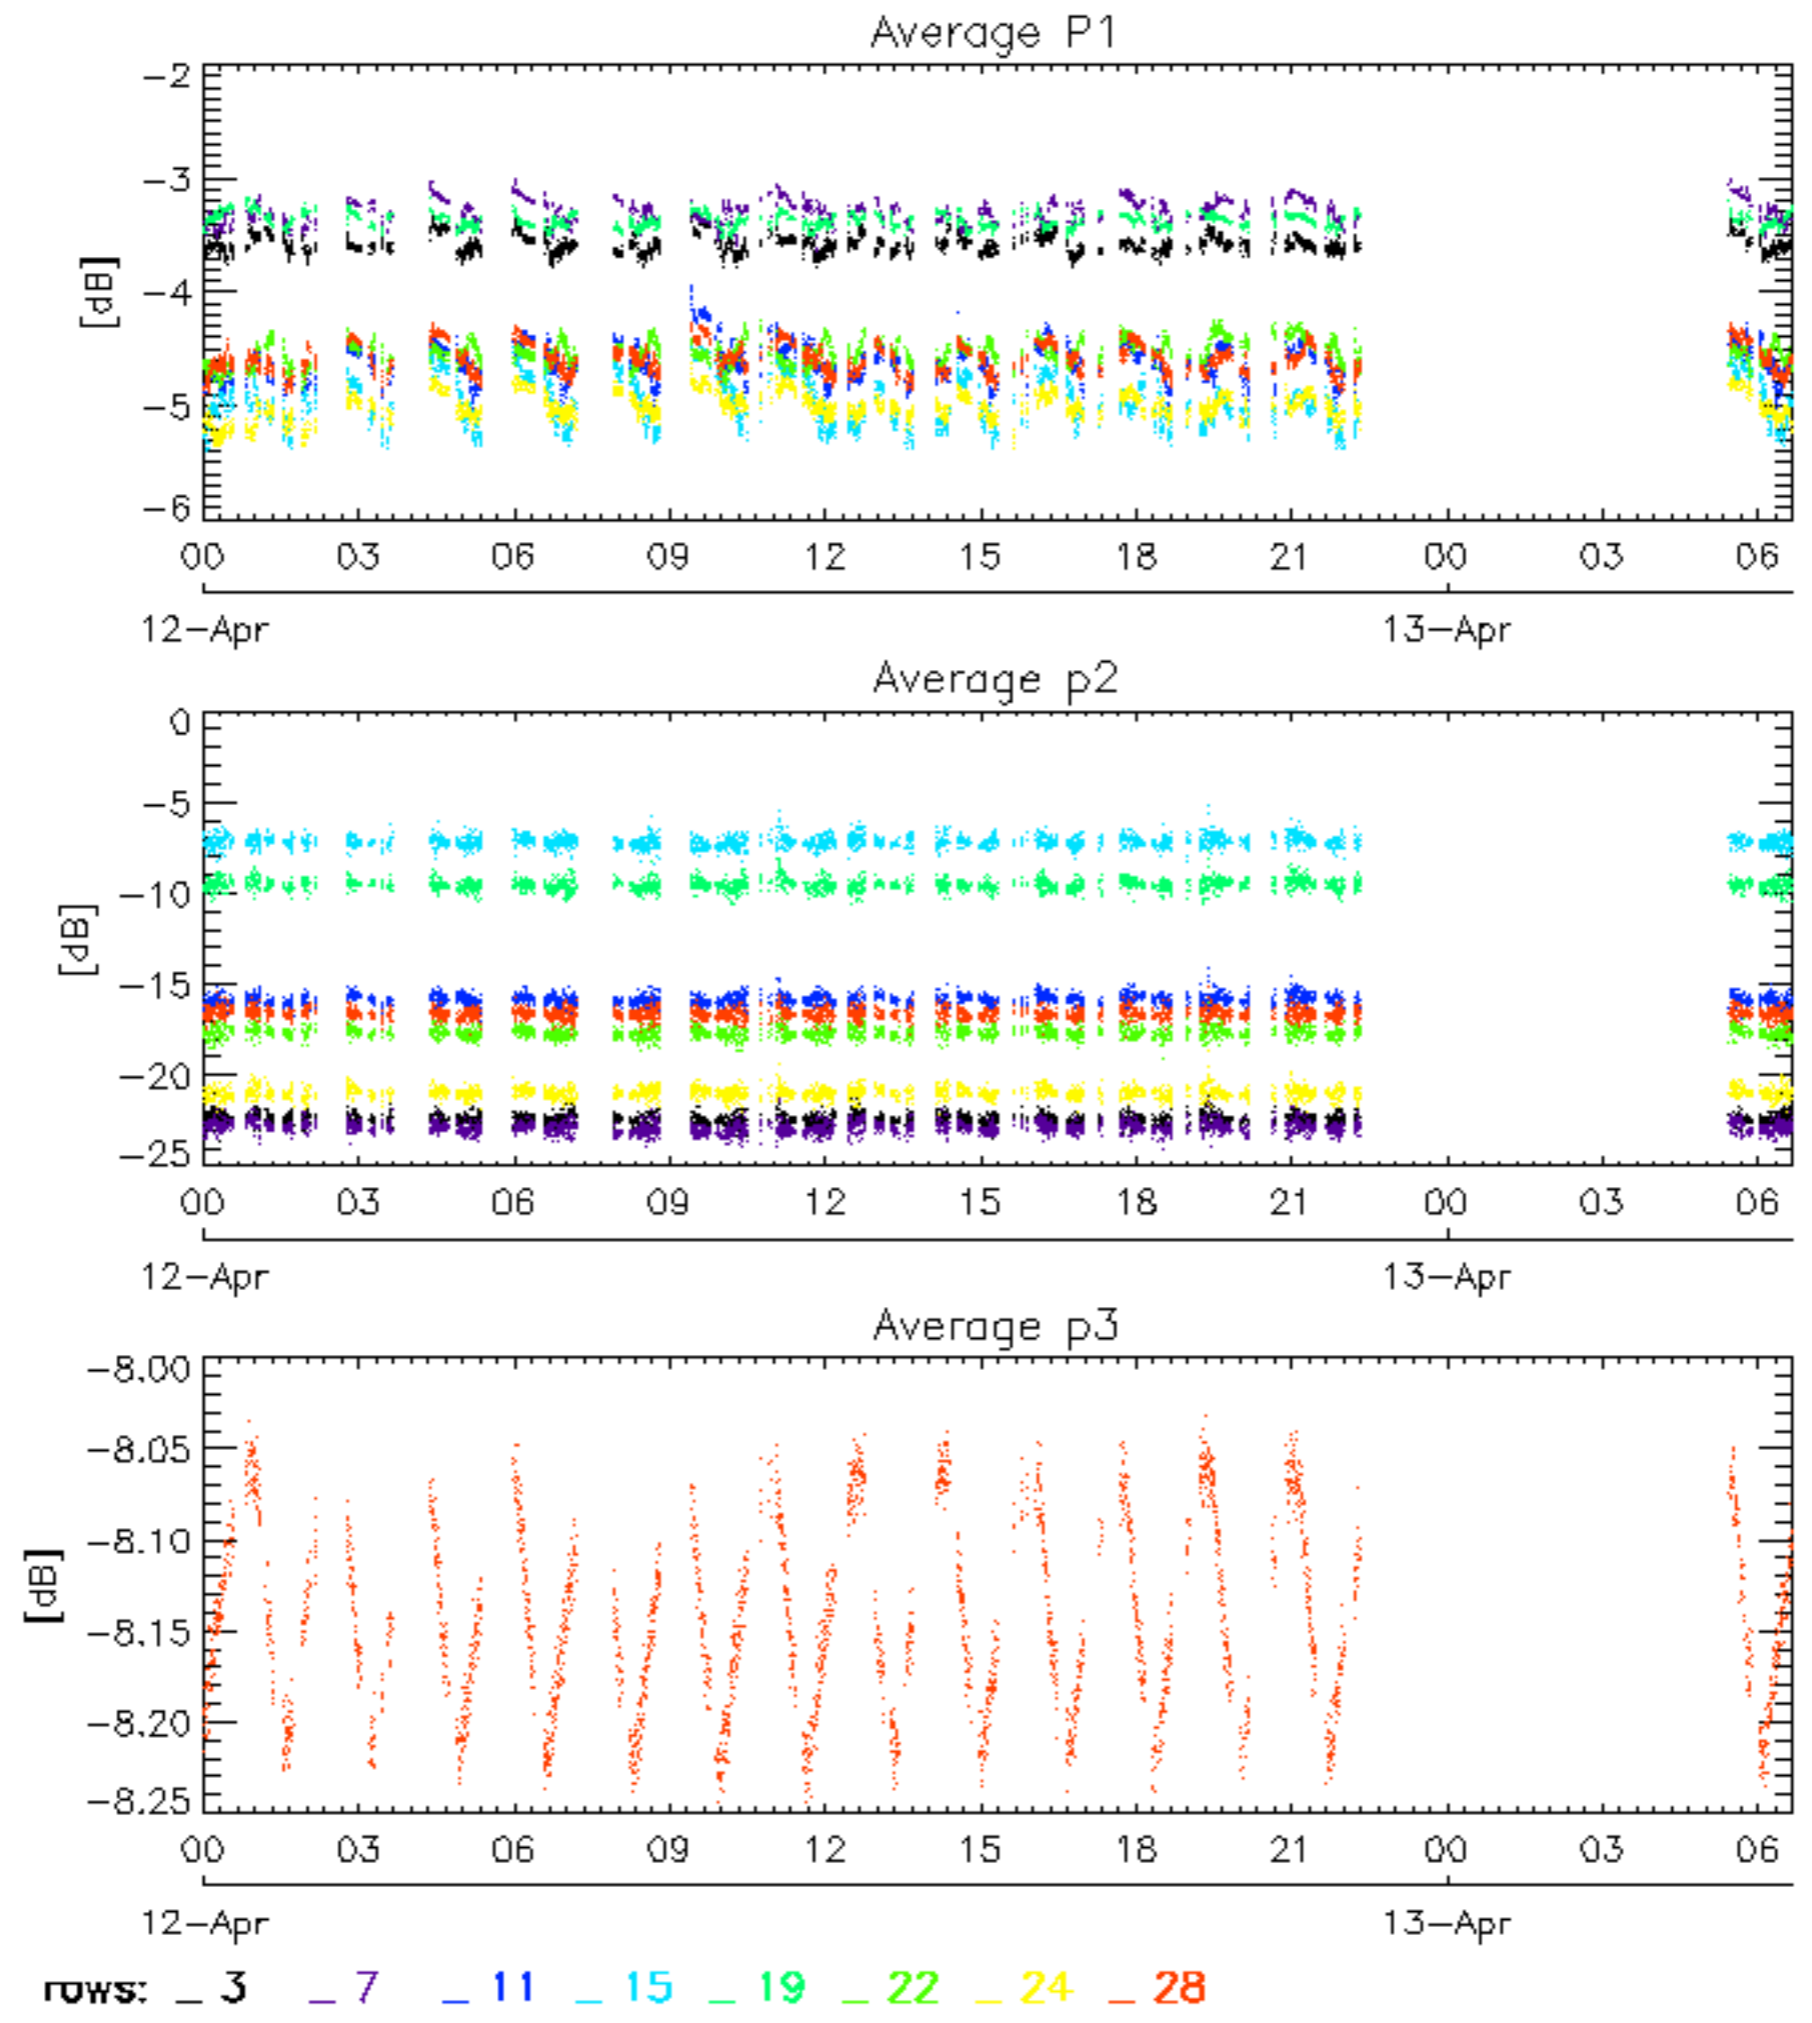 Average P1
−2
−3
−4
−5
−6
[dB]
00 03 06 09 12 15 18 21 00 03 06
12−Apr 13−Apr
Average p2
0
−5
−10
−15
−20
−25
[dB]
00 03 06 09 12 15 18 21 00 03 06
12−Apr 13−Apr
Average p3
−8.00
−8.05
−8.10
−8.15
−8.20
−8.25
[dB]
00 03 06 09 12 15 18 21 00 03 06
12−Apr 13−Apr
rows: _ 3 _ 7 _ 11 _ 15 _ 19 _ 22 _ 24 _ 28